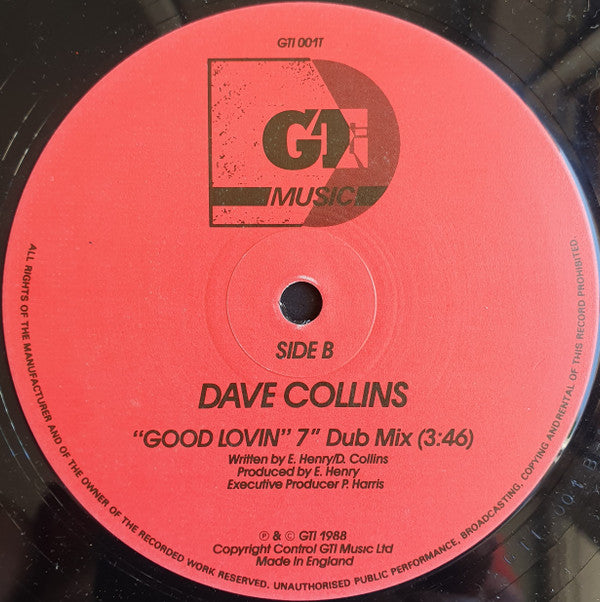 GTI 001T
GTI
MUSIC
SIDE B
DAVE COLLINS
“GOOD LOVIN” 7” Dub Mix (3:46)
Written by E. Henry/D. Collins
Produced by E. Henry
Executive Producer P. Harris
℗ & © GTI 1988
Copyright Control GTI Music Ltd
Made in England
ALL RIGHTS OF THE MANUFACTURER AND OF THE OWNER OF THE RECORDED WORK RESERVED. UNAUTHORISED PUBLIC PERFORMANCE, BROADCASTING, COPYING ANDRENTAL OF THIS RECORD PROHIBITED.